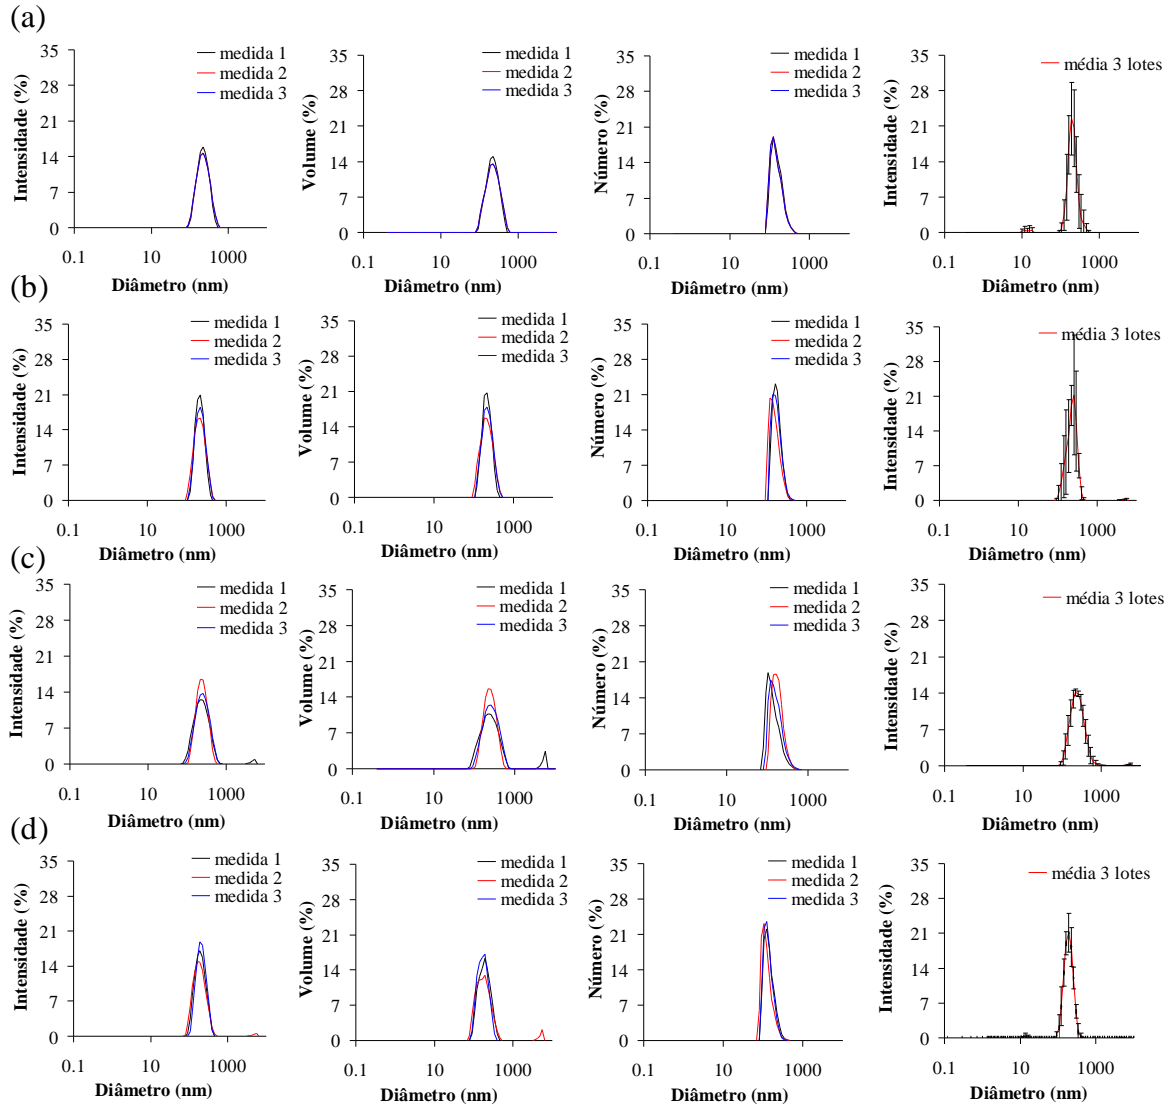 (a)
Intensidade (%)
35
28
21
14
7
0
0.1
10
1000
Diâmetro (nm)
medida 1
medida 2
medida 3
Volume (%)
35
28
21
14
7
0
0.1
10
1000
Diâmetro (nm)
medida 1
medida 2
medida 3
Número (%)
35
28
21
14
7
0
0.1
10
1000
Diâmetro (nm)
medida 1
medida 2
medida 3
Intensidade (%)
35
28
21
14
7
0
0.1
10
1000
Diâmetro (nm)
média 3 lotes
(b)
Intensidade (%)
35
28
21
14
7
0
0.1
10
1000
Diâmetro (nm)
medida 1
medida 2
medida 3
Volume (%)
35
28
21
14
7
0
0.1
10
1000
Diâmetro (nm)
medida 1
medida 2
medida 3
Número (%)
35
28
21
14
7
0
0.1
10
1000
Diâmetro (nm)
medida 1
medida 2
medida 3
Intensidade (%)
35
28
21
14
7
0
0.1
10
1000
Diâmetro (nm)
média 3 lotes
(c)
Intensidade (%)
35
28
21
14
7
0
0.1
10
1000
Diâmetro (nm)
medida 1
medida 2
medida 3
Volume (%)
35
28
21
14
7
0
0.1
10
1000
Diâmetro (nm)
medida 1
medida 2
medida 3
Número (%)
35
28
21
14
7
0
0.1
10
1000
Diâmetro (nm)
medida 1
medida 2
medida 3
Intensidade (%)
35
28
21
14
7
0
0.1
10
1000
Diâmetro (nm)
média 3 lotes
(d)
Intensidade (%)
35
28
21
14
7
0
0.1
10
1000
Diâmetro (nm)
medida 1
medida 2
medida 3
Volume (%)
35
28
21
14
7
0
0.1
10
1000
Diâmetro (nm)
medida 1
medida 2
medida 3
Número (%)
35
28
21
14
7
0
0.1
10
1000
Diâmetro (nm)
medida 1
medida 2
medida 3
Intensidade (%)
35
28
21
14
7
0
0.1
10
1000
Diâmetro (nm)
média 3 lotes